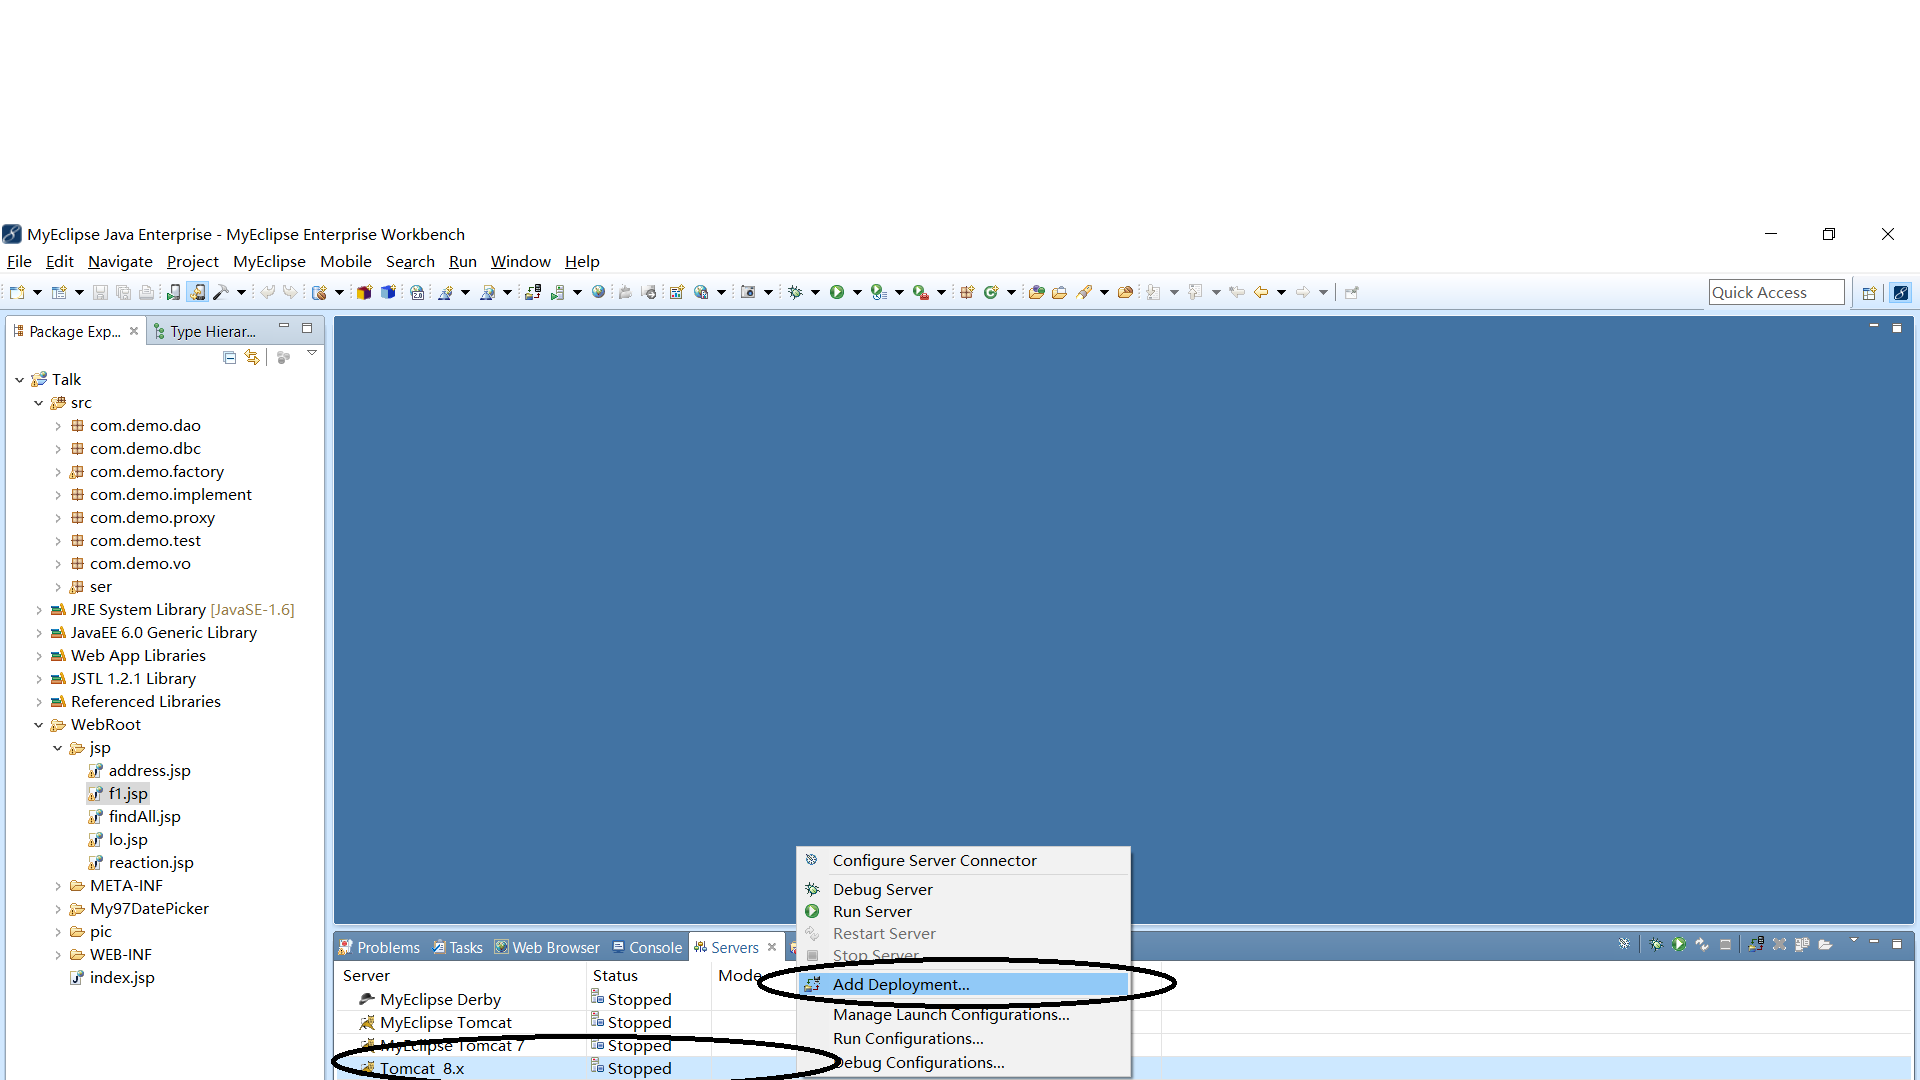 MyEclipse Java Enterprise - MyEclipse Enterprise Workbench
File Edit Navigate Project MyEclipse Mobile Search Run Window Help
Quick Access
Package Exp... Type Hierar...
Talk
src
com.demo.dao
com.demo.dbc
com.demo.factory
com.demo.implement
com.demo.proxy
com.demo.test
com.demo.vo
ser
JRE System Library [JavaSE-1.6]
JavaEE 6.0 Generic Library
Web App Libraries
JSTL 1.2.1 Library
Referenced Libraries
WebRoot
jsp
address.jsp
f1.jsp
findAll.jsp
lo.jsp
reaction.jsp
META-INF
My97DatePicker
pic
WEB-INF
index.jsp
Configure Server Connector
Debug Server
Run Server
Restart Server
Stop Server
Add Deployment...
Manage Launch Configurations...
Run Configurations...
Debug Configurations...
Problems Tasks Web Browser Console Servers
Server Status Mode
MyEclipse Derby Stopped
MyEclipse Tomcat Stopped
MyEclipse Tomcat 7 Stopped
Tomcat 8.x Stopped